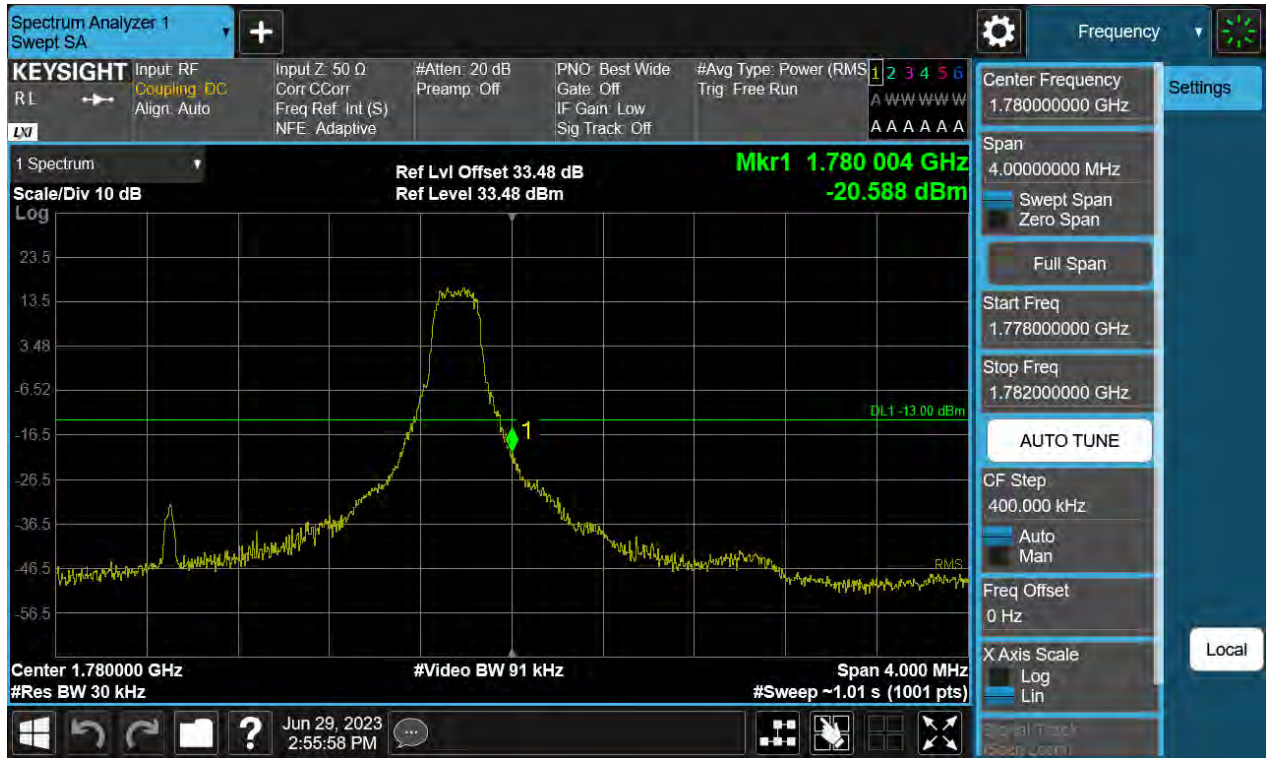 Spectrum Analyzer 1
Swept SA
Frequency
KEYSIGHT
RL
LXI
Input: RF
Coupling: DC
Align: Auto
Input Z: 50 Ω
Corr CCorr
Freq Ref: Int (S)
NFE: Adaptive
#Atten: 20 dB
Preamp: Off
PNO: Best Wide
Gate: Off
IF Gain: Low
Sig Track: Off
#Avg Type: Power (RMS
Trig: Free Run
1 2 3 4 5 6
A W W W W W
A A A A A A
1 Spectrum
Scale/Div 10 dB
Log
Ref Lvl Offset 33.48 dB
Ref Level 33.48 dBm
Mkr1 1.780 004 GHz
-20.588 dBm
23.5
13.5
3.48
-6.52
-16.5
-26.5
-36.5
-46.5
-56.5
DL1 -13.00 dBm
1
RMS
Center 1.780000 GHz
#Res BW 30 kHz
#Video BW 91 kHz
Span 4.000 MHz
#Sweep ~1.01 s (1001 pts)
Center Frequency
1.780000000 GHz
Span
4.00000000 MHz
Swept Span
Zero Span
Full Span
Start Freq
1.778000000 GHz
Stop Freq
1.782000000 GHz
AUTO TUNE
CF Step
400.000 kHz
Auto
Man
Freq Offset
0 Hz
X Axis Scale
Log
Lin
Signal Track
(Span Zoom)
Settings
Local
?
Jun 29, 2023
2:55:58 PM